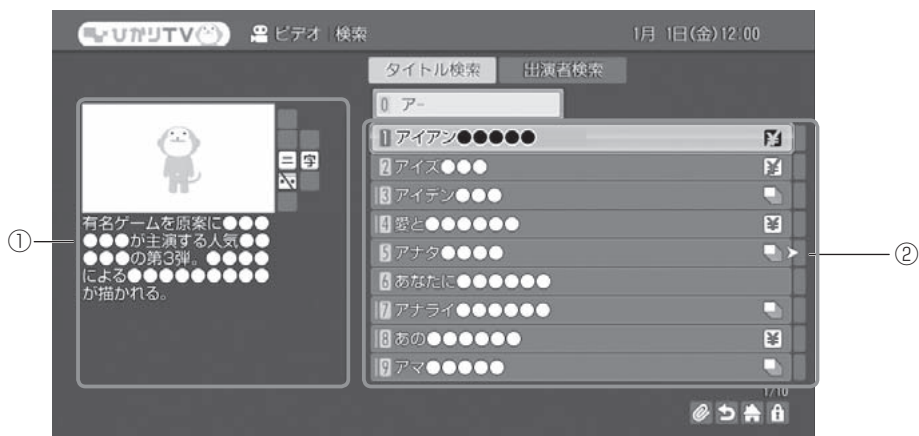 ひかりTV ビデオ 検索 1月 1日(金)12:00
タイトル検索 出演者検索
0 ア-
1 アイアン●●●●●
2 アイズ●●●
3 アイデン●●●
4 愛と●●●●●●
5 アナタ●●●●
6 あなたに●●●●●●
7 アナライ●●●●●●
8 あの●●●●●●
9 アマ●●●●●
1/10
二 字
有名ゲームを原案に●●●
●●●が主演する人気●●
●●●の第3弾。●●●●
による●●●●●●●●●
が描かれる。
①
②